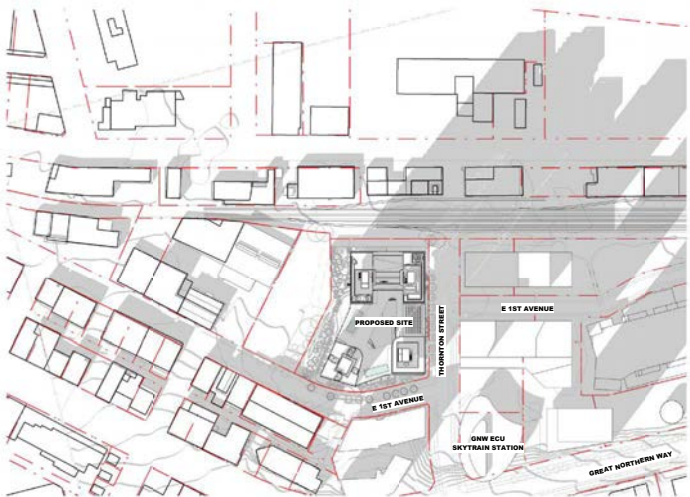 E 1ST AVENUE
PROPOSED SITE
THORNTON STREET
E 1ST AVENUE
GNW ECU
SKYTRAIN STATION
GREAT NORTHERN WAY